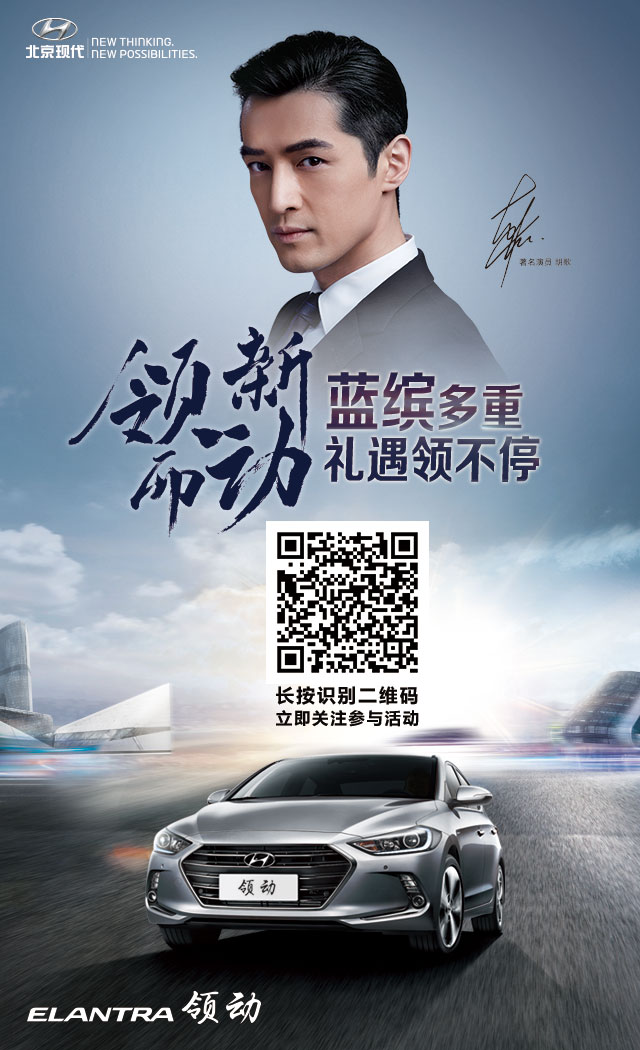 北京现代
NEW THINKING.
NEW POSSIBILITIES.
著名演员 胡歌
领新
而动
蓝缤多重
礼遇领不停
长按识别二维码
立即关注参与活动
领动
ELANTRA 领动